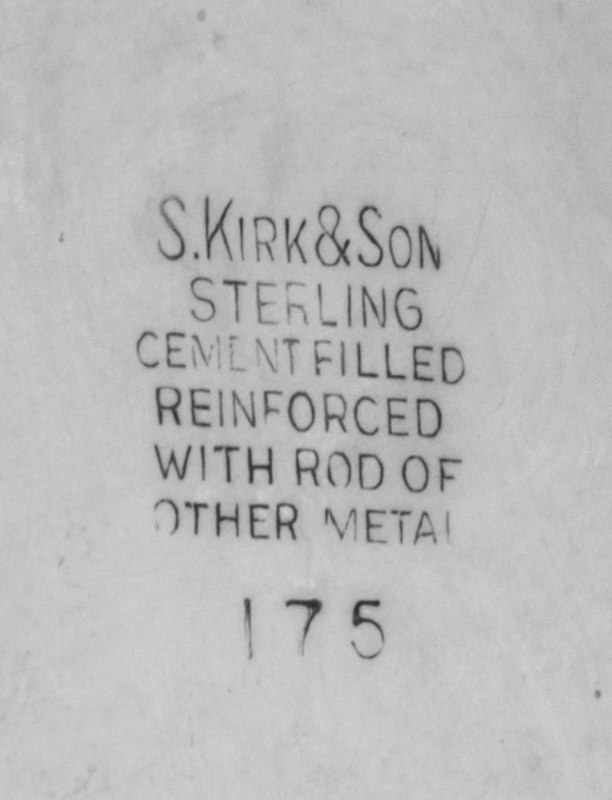 S.KIRK&SON
STERLING
CEMENT FILLED
REINFORCED
WITH ROD OF
OTHER METAL
175